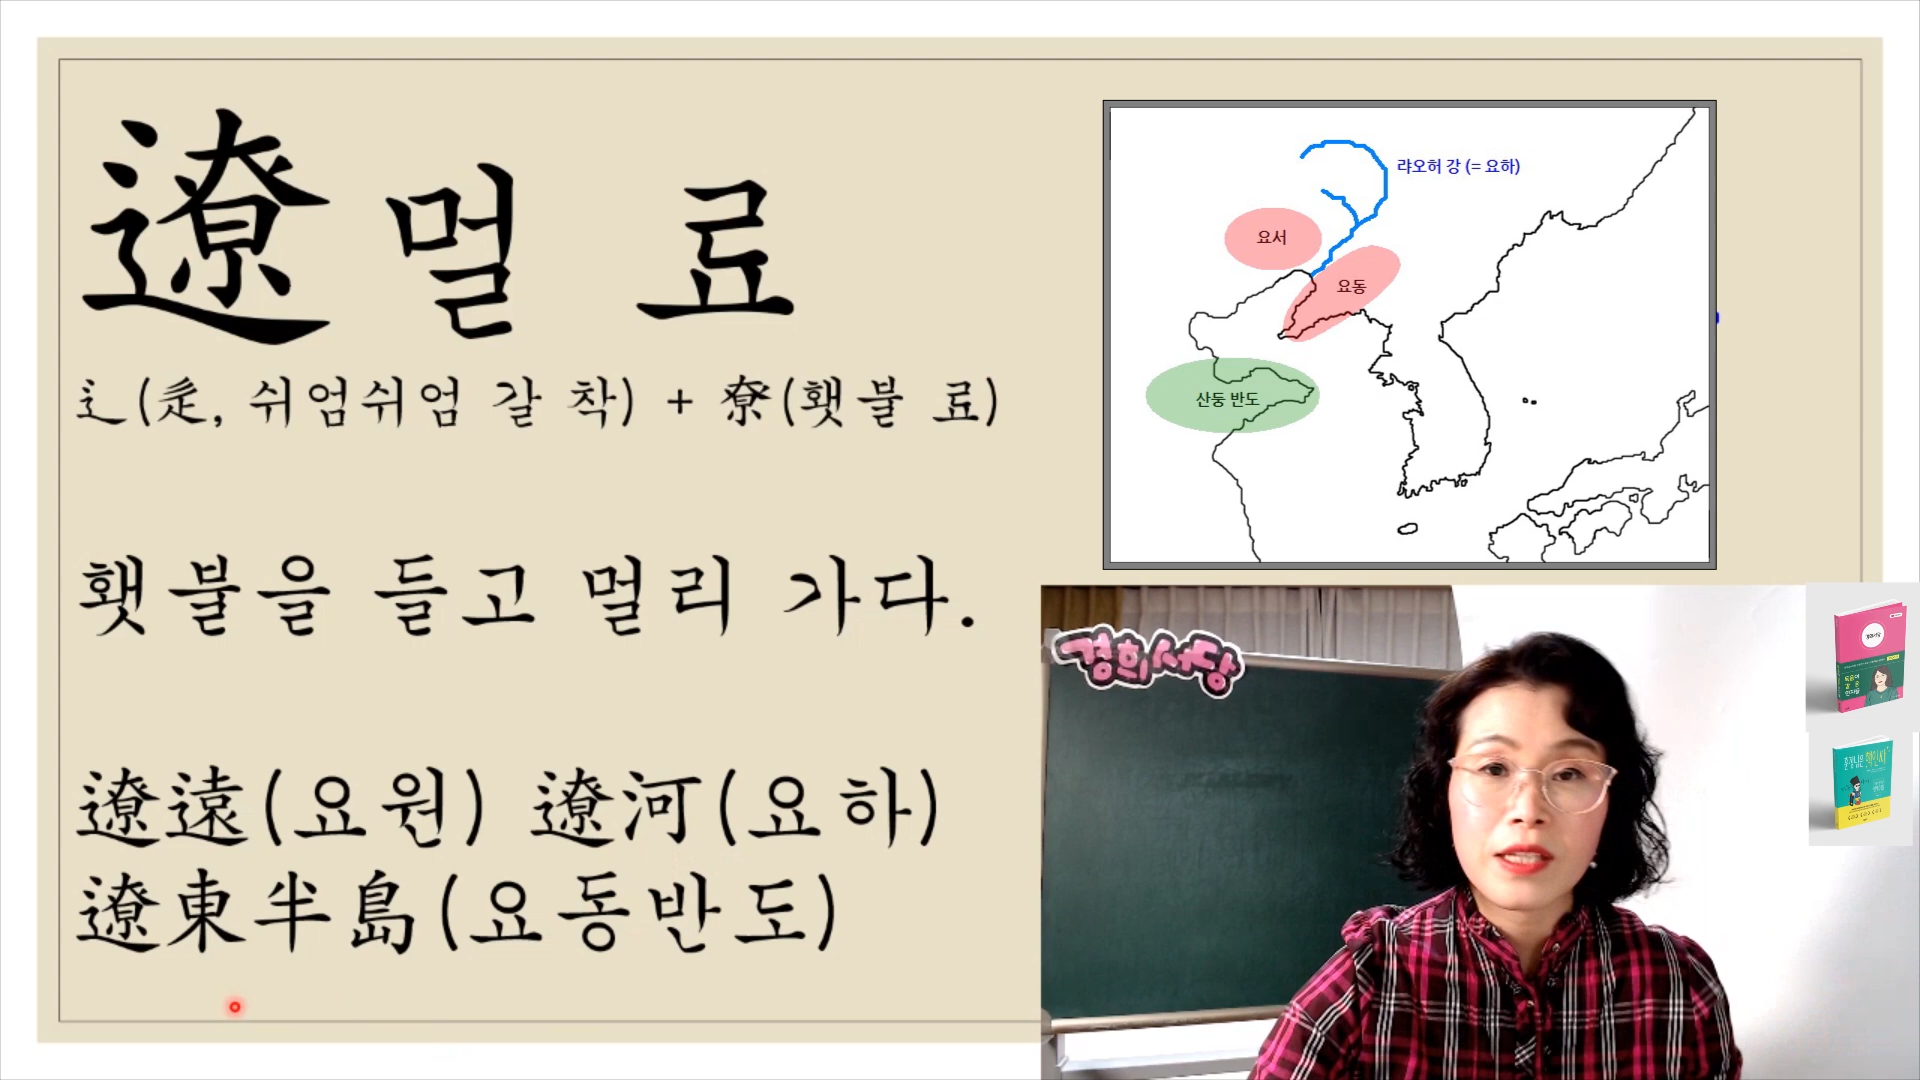 遼 멀 료
辶(辵, 쉬엄쉬엄 갈 착) + 尞(횃불 료)
횃불을 들고 멀리 가다.
遼遠(요원) 遼河(요하)
遼東半島(요동반도)
랴오허 강 (= 요하)
요서
요동
산둥 반도
경희서당